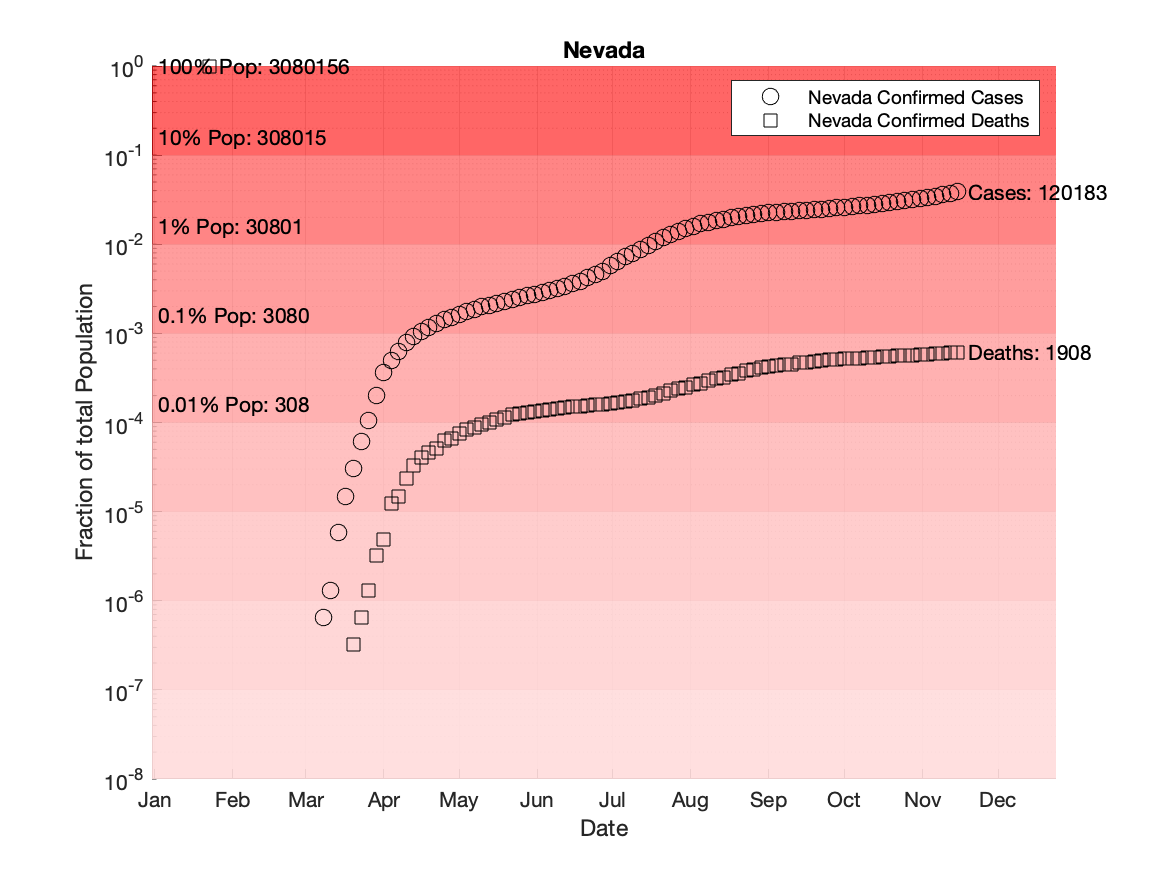 Nevada
10^0
100% Pop: 3080156
Nevada Confirmed Cases
Nevada Confirmed Deaths
10% Pop: 308015
10^-1
Cases: 120183
1% Pop: 30801
10^-2
0.1% Pop: 3080
10^-3
Deaths: 1908
0.01% Pop: 308
10^-4
10^-5
10^-6
10^-7
10^-8
Fraction of total Population
Jan Feb Mar Apr May Jun Jul Aug Sep Oct Nov Dec
Date